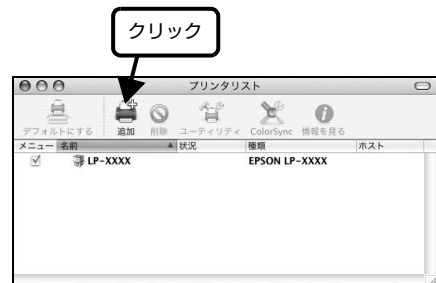 クリック
プリンタリスト
デフォルトにする 追加 削除 ユーティリティ ColorSync 情報を見る
メニュー 名前 状況 種類 ホスト
LP-XXXX EPSON LP-XXXX